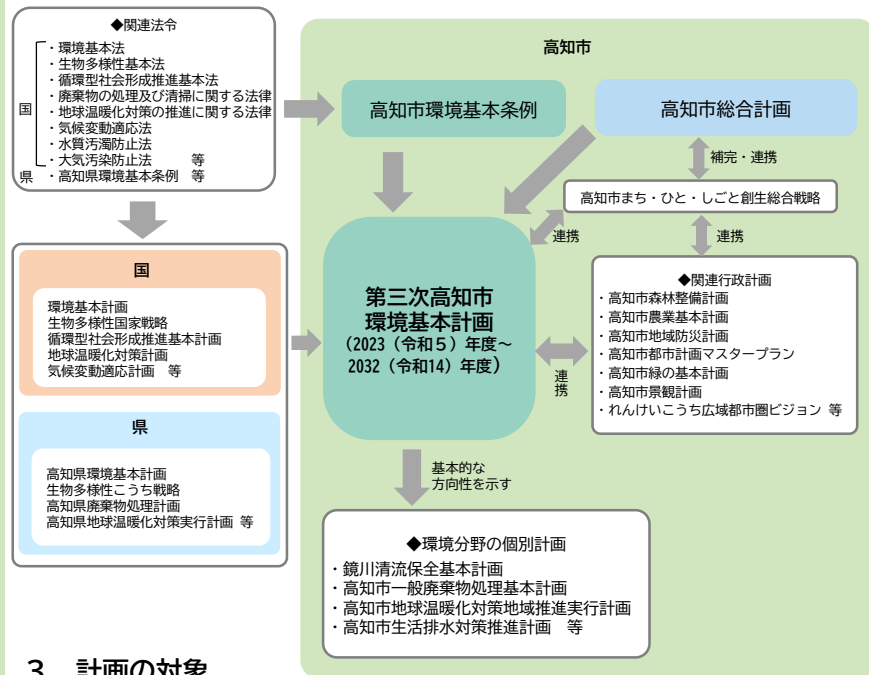 ◆関連法令
国
・環境基本法
・生物多様性基本法
・循環型社会形成推進基本法
・廃棄物の処理及び清掃に関する法律
・地球温暖化対策の推進に関する法律
・気候変動適応法
・水質汚濁防止法
・大気汚染防止法　　等
県 ・高知県環境基本条例　等
国
環境基本計画
生物多様性国家戦略
循環型社会形成推進基本計画
地球温暖化対策計画
気候変動適応計画　等
県
高知県環境基本計画
生物多様性こうち戦略
高知県廃棄物処理計画
高知県地球温暖化対策実行計画 等
高知市
高知市環境基本条例
高知市総合計画
補完・連携
高知市まち・ひと・しごと創生総合戦略
連携
連携
第三次高知市
環境基本計画
（2023（令和５）年度～
2032（令和14）年度）
連携
◆関連行政計画
・高知市森林整備計画
・高知市農業基本計画
・高知市地域防災計画
・高知市都市計画マスタープラン
・高知市緑の基本計画
・高知市景観計画
・れんけいこうち広域都市圏ビジョン 等
基本的な
方向性を示す
◆環境分野の個別計画
・鏡川清流保全基本計画
・高知市一般廃棄物処理基本計画
・高知市地球温暖化対策地域推進実行計画
・高知市生活排水対策推進計画　等
３　計画の対象